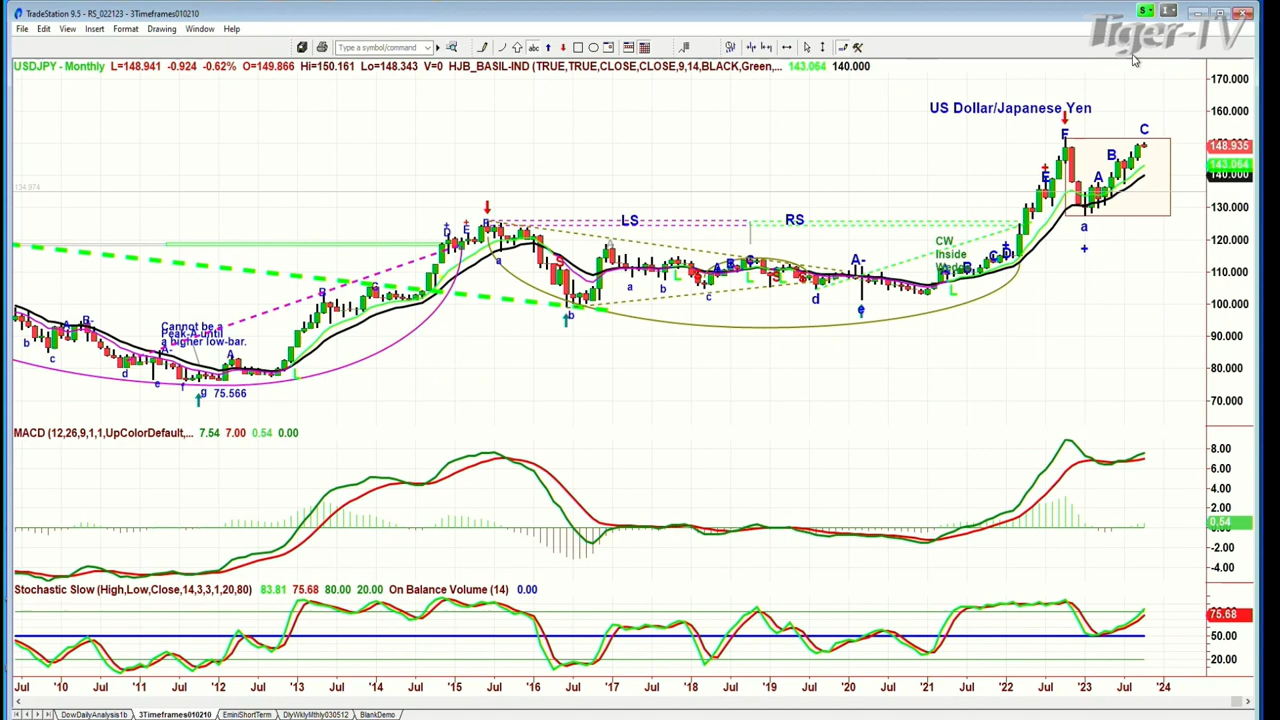 TradeStation 9.5 - RS_022123 - 3Timeframes010210
File Edit View Insert Format Drawing Window Help
Type a symbol/command
abc
S
I
Tiger-TV
USDJPY - Monthly L=148.941 -0.924 -0.62% O=149.866 Hi=150.161 Lo=148.343 V=0 HJB_BASIL-IND (TRUE,TRUE,CLOSE,CLOSE,9,14,BLACK,Green,... 143.064 140.000
US Dollar/Japanese Yen
170.000
160.000
148.935
143.064
140.000
130.000
120.000
110.000
100.000
90.000
80.000
70.000
134.974
LS
RS
CW
Inside
Cannot be a
Peak-A until
a higher low-bar.
75.566
MACD (12,26,9,1,1,UpColorDefault,... 7.54 7.00 0.54 0.00
8.00
6.00
4.00
2.00
0.54
-2.00
-4.00
Stochastic Slow (High,Low,Close,14,3,3,1,20,80) 83.81 75.68 80.00 20.00 On Balance Volume (14) 0.00
75.68
50.00
20.00
Jul '10 Jul '11 Jul '12 Jul '13 Jul '14 Jul '15 Jul '16 Jul '17 Jul '18 Jul '19 Jul '20 Jul '21 Jul '22 Jul '23 Jul '24
DowDailyAnalysis1b 3Timeframes010210 EminiShortTerm DlyWklyMthly030512 BlankDemo